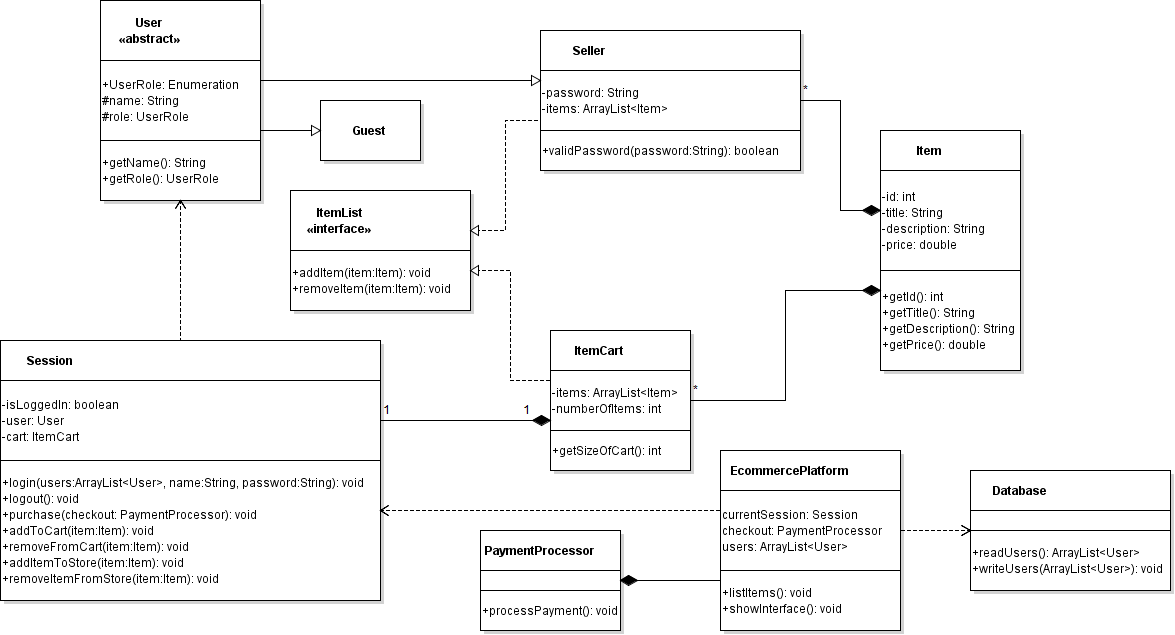 User
«abstract»
+UserRole: Enumeration
#name: String
#role: UserRole
+getName(): String
+getRole(): UserRole
Guest
Seller
-password: String
-items: ArrayList<Item>
+validPassword(password:String): boolean
*
Item
-id: int
-title: String
-description: String
-price: double
+getId(): int
+getTitle(): String
+getDescription(): String
+getPrice(): double
ItemList
«interface»
+addItem(item:Item): void
+removeItem(item:Item): void
Session
-isLoggedIn: boolean
-user: User
-cart: ItemCart
+login(users:ArrayList<User>, name:String, password:String): void
+logout(): void
+purchase(checkout: PaymentProcessor): void
+addToCart(item:Item): void
+removeFromCart(item:Item): void
+addItemToStore(item:Item): void
+removeItemFromStore(item:Item): void
1
1
ItemCart
-items: ArrayList<Item>
-numberOfItems: int
+getSizeOfCart(): int
*
EcommercePlatform
currentSession: Session
checkout: PaymentProcessor
users: ArrayList<User>
+listItems(): void
+showInterface(): void
PaymentProcessor
+processPayment(): void
Database
+readUsers(): ArrayList<User>
+writeUsers(ArrayList<User>): void